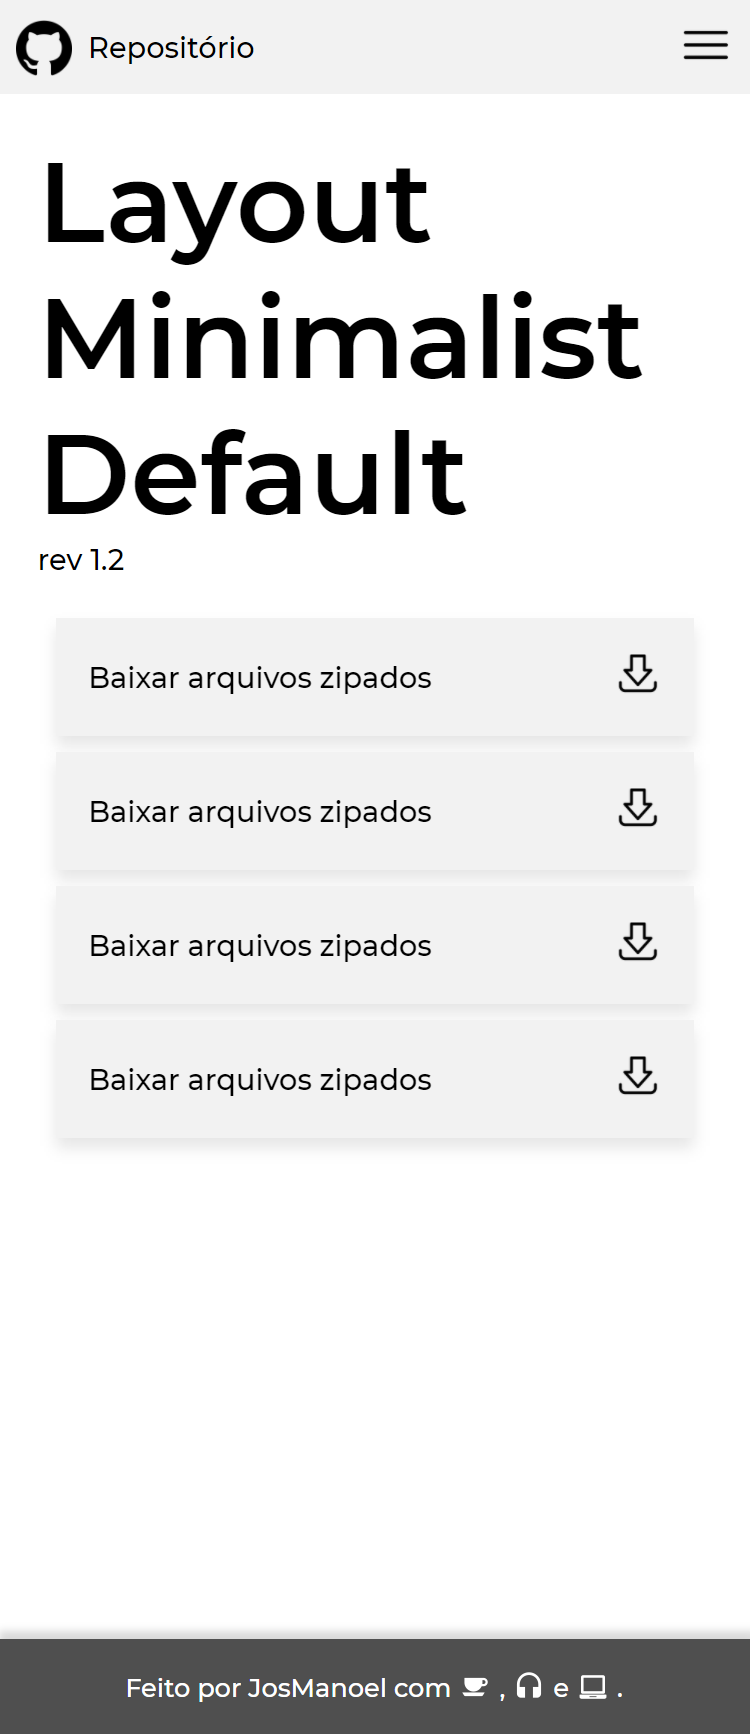 Repositório
Layout
Minimalist
Default
rev 1.2
Baixar arquivos zipados
Baixar arquivos zipados
Baixar arquivos zipados
Baixar arquivos zipados
Feito por JosManoel com , e .